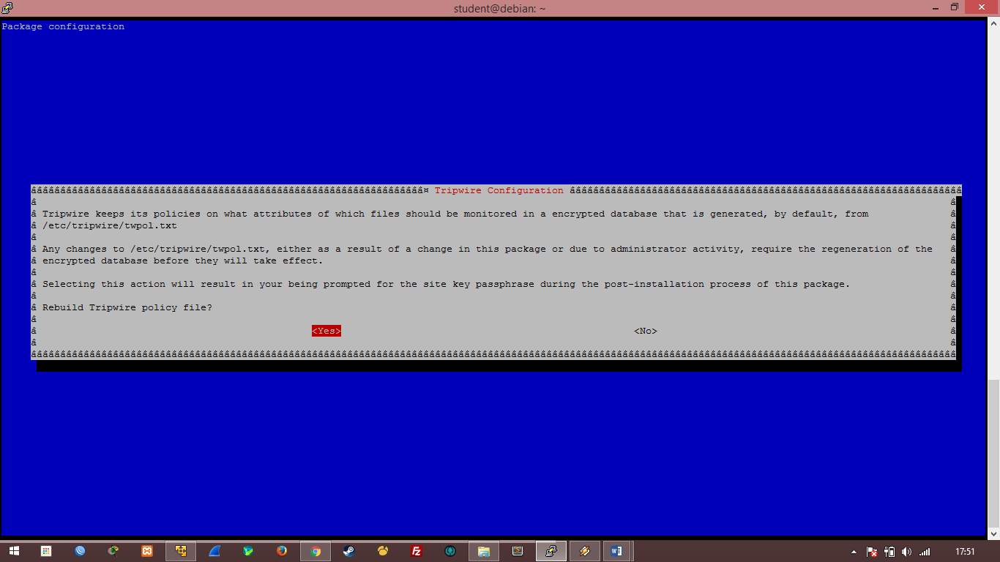 student@debian: ~
Package configuration
Tripwire Configuration
Tripwire keeps its policies on what attributes of which files should be monitored in a encrypted database that is generated, by default, from
/etc/tripwire/twpol.txt
Any changes to /etc/tripwire/twpol.txt, either as a result of a change in this package or due to administrator activity, require the regeneration of the
encrypted database before they will take effect.
Selecting this action will result in your being prompted for the site key passphrase during the post-installation process of this package.
Rebuild Tripwire policy file?
<Yes> <No>
17:51